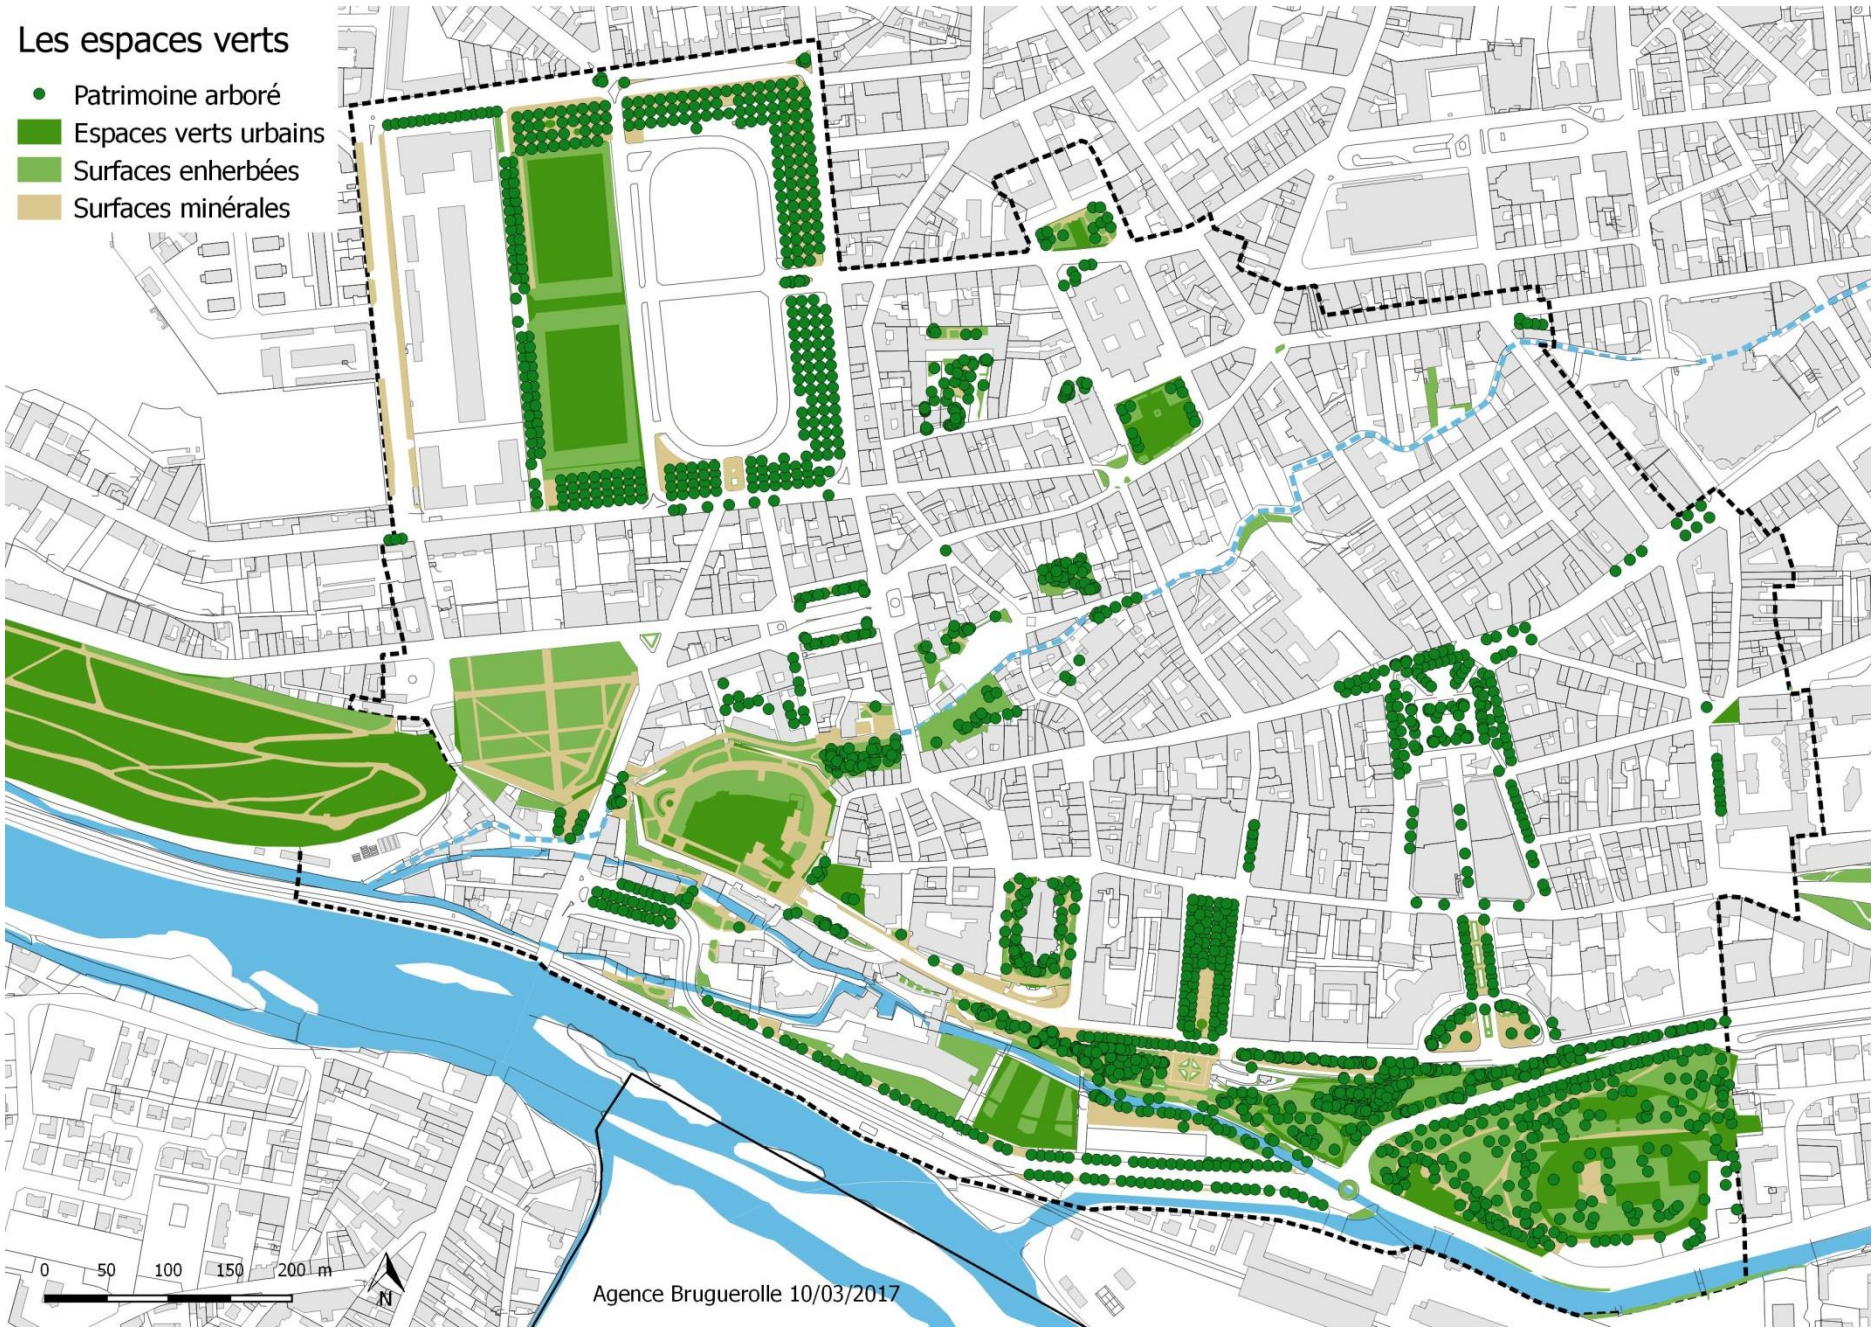 Les espaces verts
Patrimoine arboré
Espaces verts urbains
Surfaces enherbées
Surfaces minérales
0 50 100 150 200 m
N
Agence Bruguerolle 10/03/2017